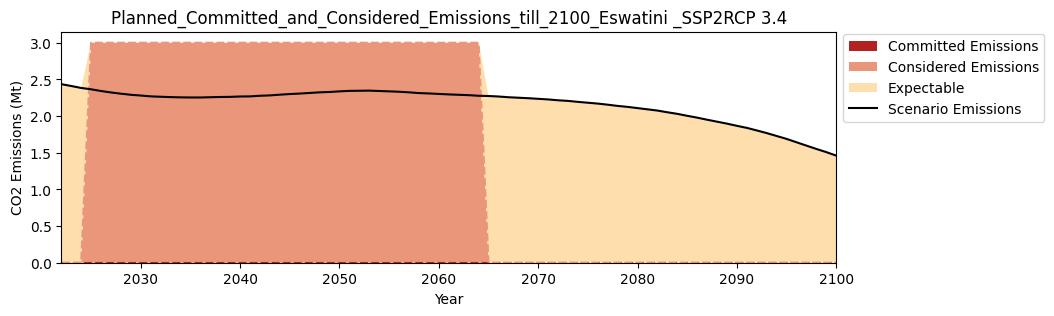 Planned_Committed_and_Considered_Emissions_till_2100_Eswatini _SSP2RCP 3.4
3.0
2.5
2.0
1.5
1.0
0.5
0.0
CO2 Emissions (Mt)
2030
2040
2050
2060
2070
2080
2090
2100
Year
Committed Emissions
Considered Emissions
Expectable
Scenario Emissions